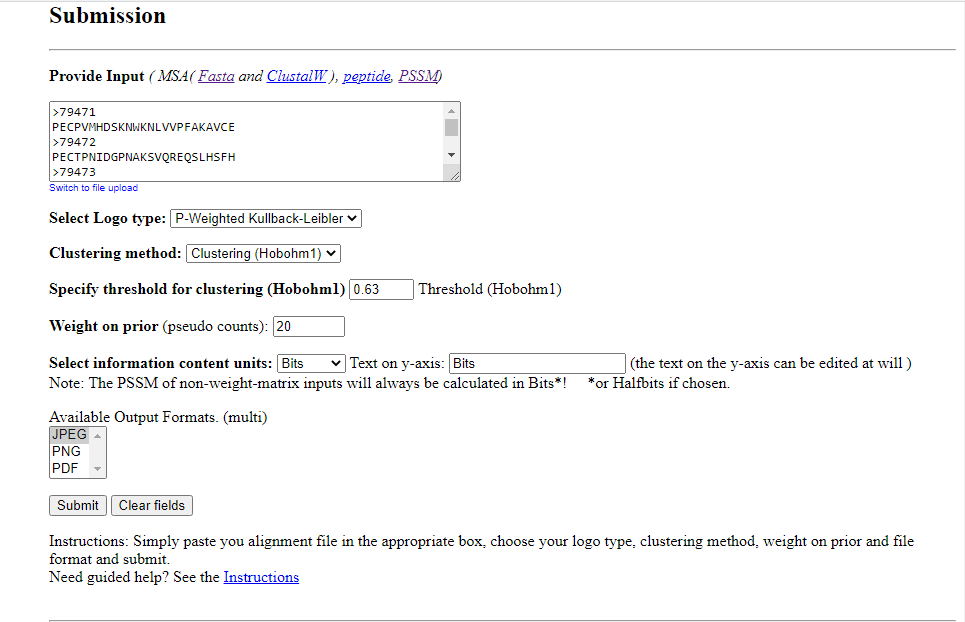 Submission
Provide Input ( MSA( Fasta and ClustalW ), peptide, PSSM)
>79471
PECPVMHDSKNWKNLVVPFAKAVCE
>79472
PECTPNIDGPNAKSVQREQSLHSFH
>79473
Switch to file upload
Select Logo type: P-Weighted Kullback-Leibler
Clustering method: Clustering (Hobohm1)
Specify threshold for clustering (Hobohm1) 0.63 Threshold (Hobohm1)
Weight on prior (pseudo counts): 20
Select information content units: Bits Text on y-axis: Bits (the text on the y-axis can be edited at will )
Note: The PSSM of non-weight-matrix inputs will always be calculated in Bits*! *or Halfbits if chosen.
Available Output Formats. (multi)
JPEG
PNG
PDF
Submit Clear fields
Instructions: Simply paste you alignment file in the appropriate box, choose your logo type, clustering method, weight on prior and file
format and submit.
Need guided help? See the Instructions